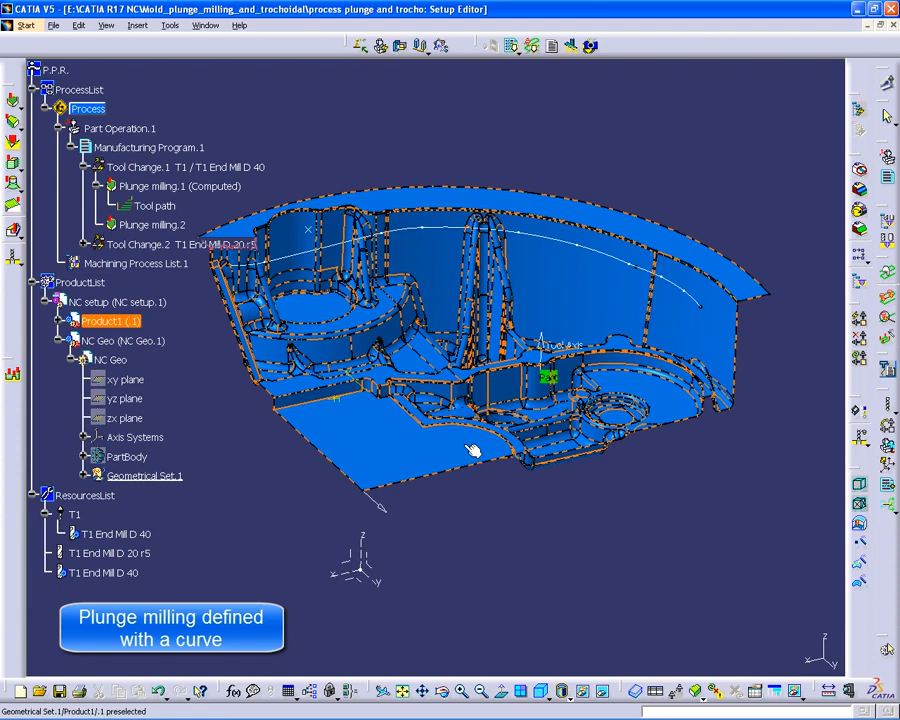 CATIA V5 - [E:\CATIA R17 NC\Mold_plunge_milling_and_trochoidal\process plunge and trocho: Setup Editor]
Start File Edit View Insert Tools Window Help
P.P.R.
ProcessList
Process
Part Operation.1
Manufacturing Program.1
Tool Change.1 T1 / T1 End Mill D 40
Plunge milling.1 (Computed)
Tool path
Plunge milling.2
Tool Change.2 T1 End Mill D 20 r5
Machining Process List.1
ProductList
NC setup (NC setup.1)
Product1 (.1)
NC Geo (NC Geo.1)
NC Geo
xy plane
yz plane
zx plane
Axis Systems
PartBody
Geometrical Set.1
ResourcesList
T1
T1 End Mill D 40
T1 End Mill D 20 r5
T1 End Mill D 40
z
x
y
z
x
y
Plunge milling defined
with a curve
CATIA
Geometrical Set.1/Product1/.1 preselected